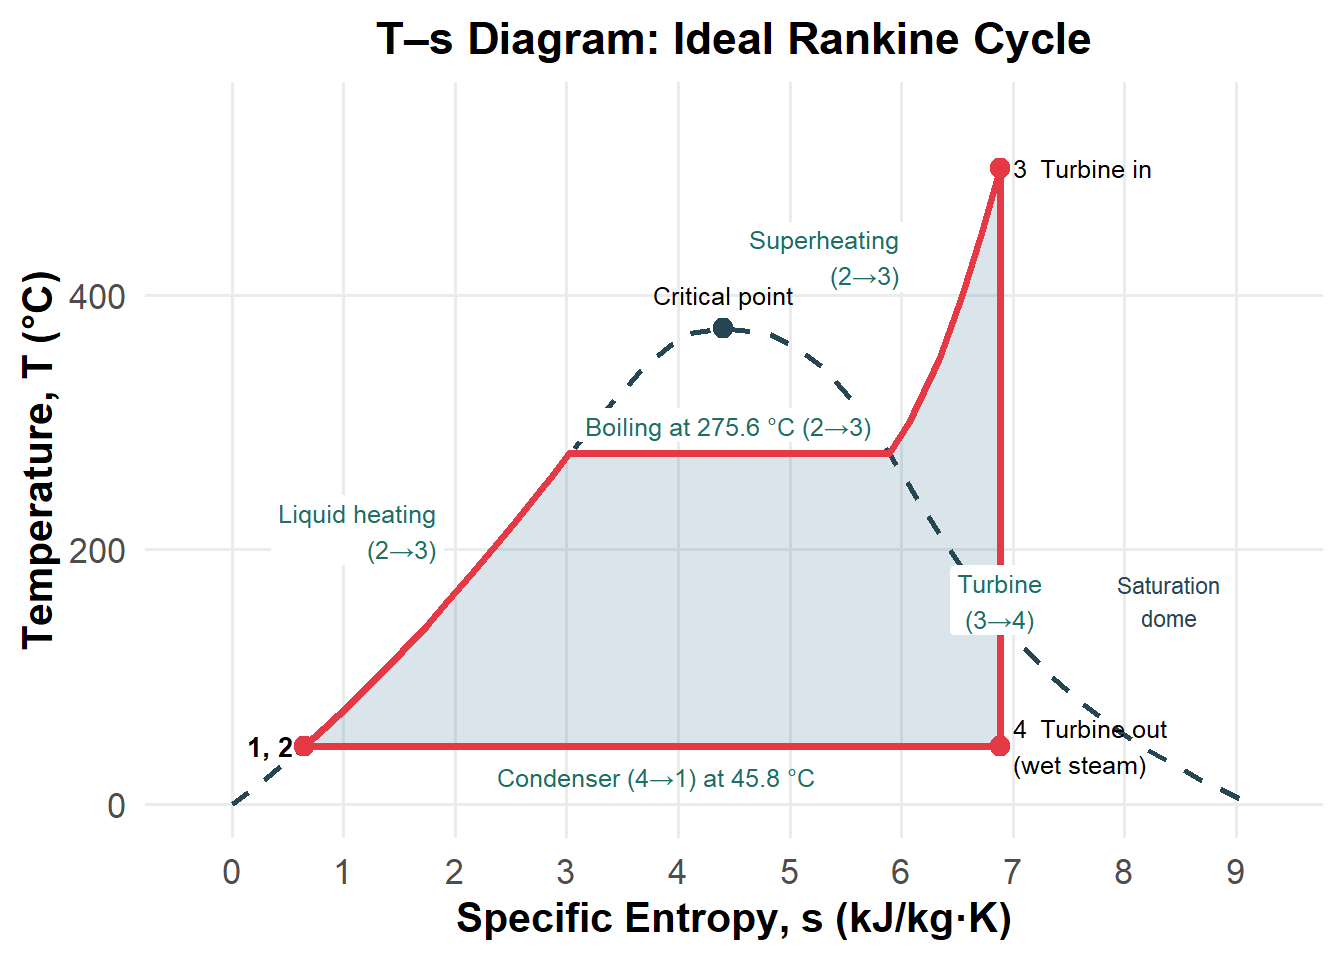 T–s Diagram: Ideal Rankine Cycle
3 Turbine in
Superheating
(2→3)
Critical point
Boiling at 275.6 °C (2→3)
Liquid heating
(2→3)
Turbine
(3→4)
Saturation
dome
1, 2
4 Turbine out
(wet steam)
Condenser (4→1) at 45.8 °C
400
200
0
Temperature, T (°C)
0 1 2 3 4 5 6 7 8 9
Specific Entropy, s (kJ/kg·K)